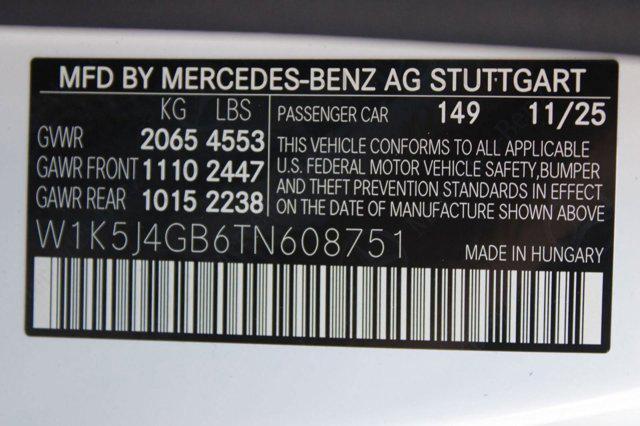 MFD BY MERCEDES-BENZ AG STUTTGART
KG LBS PASSENGER CAR 149 11/25
GVWR 2065 4553
GAWR FRONT 1110 2447
GAWR REAR 1015 2238
THIS VEHICLE CONFORMS TO ALL APPLICABLE
U.S. FEDERAL MOTOR VEHICLE SAFETY,BUMPER
AND THEFT PREVENTION STANDARDS IN EFFECT
ON THE DATE OF MANUFACTURE SHOWN ABOVE
W1K5J4GB6TN608751 MADE IN HUNGARY